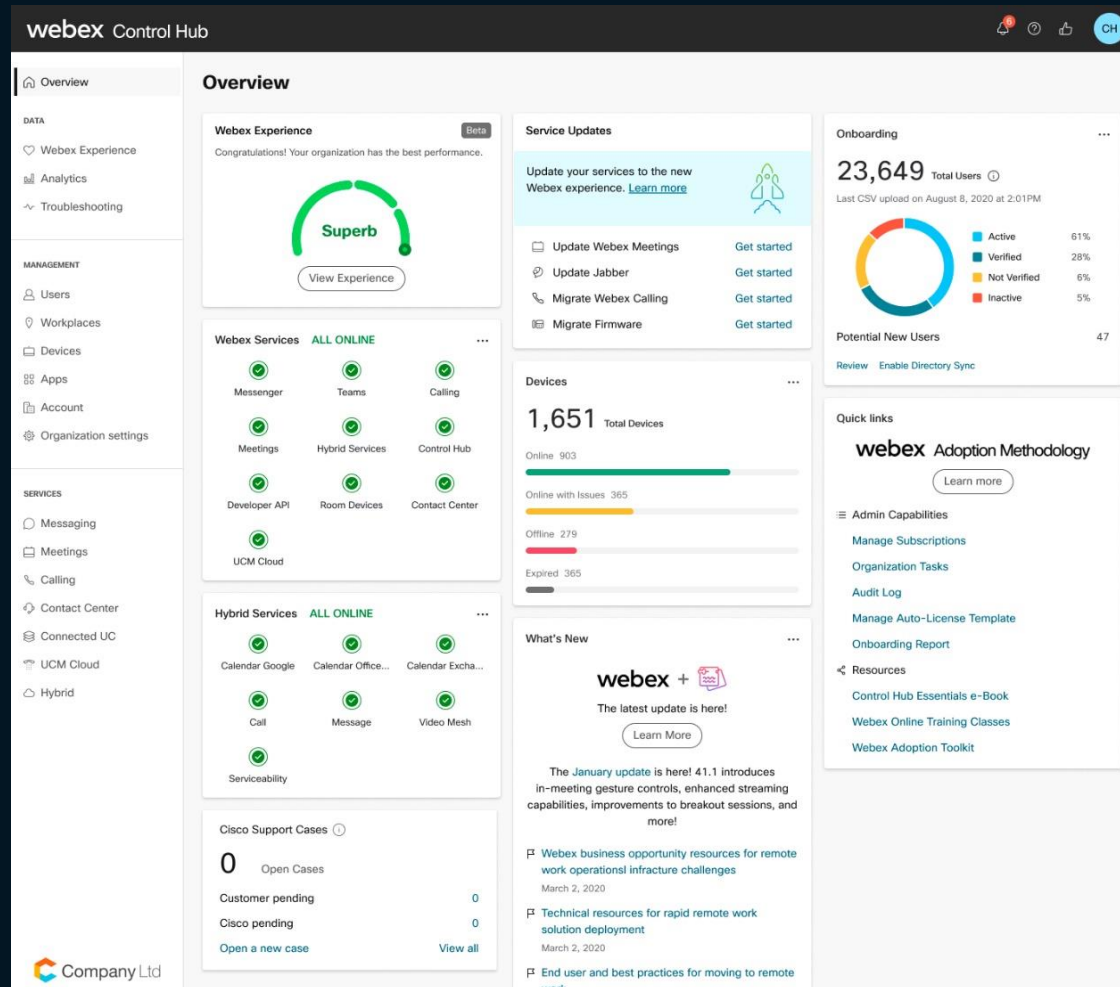 webex Control Hub
6
CH
Overview
DATA
Webex Experience
Analytics
Troubleshooting
MANAGEMENT
Users
Workplaces
Devices
Apps
Account
Organization settings
SERVICES
Messaging
Meetings
Calling
Contact Center
Connected UC
UCM Cloud
Hybrid
Company Ltd
Overview
Webex Experience Beta
Congratulations! Your organization has the best performance.
Superb
View Experience
Webex Services ALL ONLINE
Messenger Teams Calling
Meetings Hybrid Services Control Hub
Developer API Room Devices Contact Center
UCM Cloud
Hybrid Services ALL ONLINE
Calendar Google Calendar Office... Calendar Excha...
Call Message Video Mesh
Serviceability
Cisco Support Cases
0 Open Cases
Customer pending 0
Cisco pending 0
Open a new case View all
Service Updates
Update your services to the new
Webex experience. Learn more
Update Webex Meetings Get started
Update Jabber Get started
Migrate Webex Calling Get started
Migrate Firmware Get started
Devices
1,651 Total Devices
Online 903
Online with Issues 365
Offline 279
Expired 365
What's New
webex +
The latest update is here!
Learn More
The January update is here! 41.1 introduces
in-meeting gesture controls, enhanced streaming
capabilities, improvements to breakout sessions, and
more!
Webex business opportunity resources for remote
work operationsl infracture challenges
March 2, 2020
Technical resources for rapid remote work
solution deployment
March 2, 2020
End user and best practices for moving to remote
Onboarding
23,649 Total Users
Last CSV upload on August 8, 2020 at 2:01PM
Active 61%
Verified 28%
Not Verified 6%
Inactive 5%
Potential New Users 47
Review Enable Directory Sync
Quick links
webex Adoption Methodology
Learn more
Admin Capabilities
Manage Subscriptions
Organization Tasks
Audit Log
Manage Auto-License Template
Onboarding Report
Resources
Control Hub Essentials e-Book
Webex Online Training Classes
Webex Adoption Toolkit